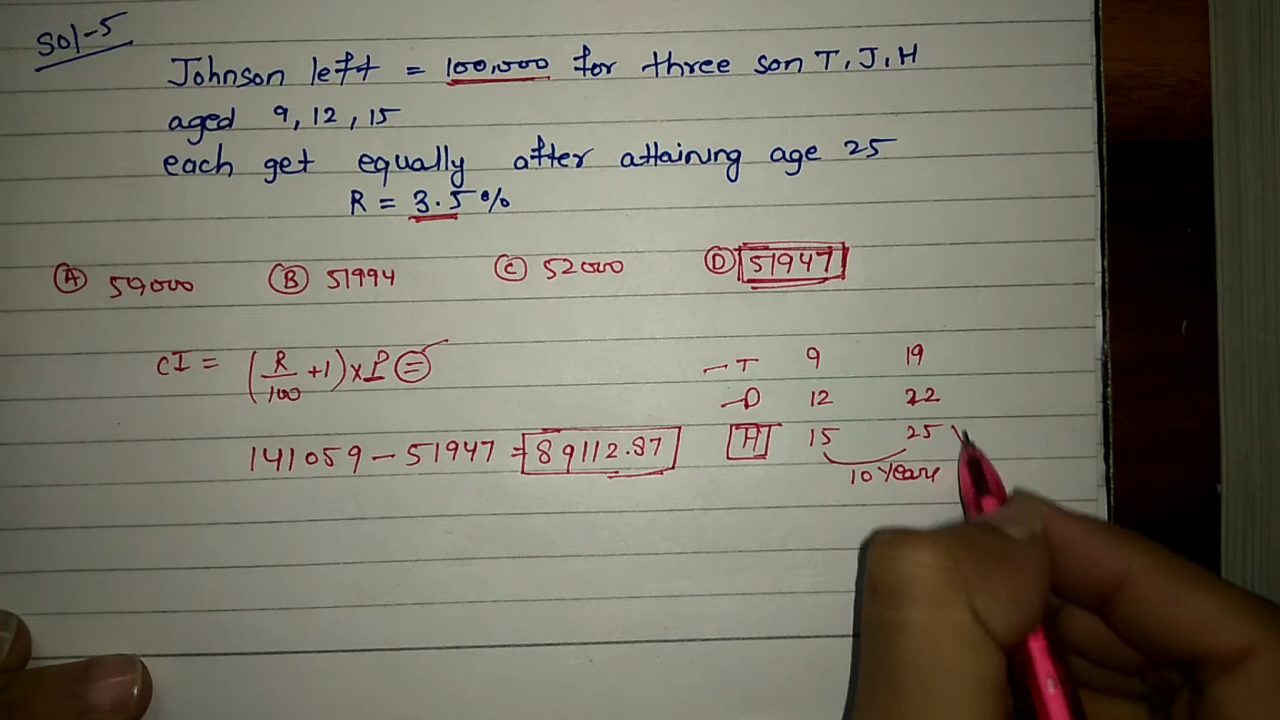 Sol-5
Johnson left = 100,000 for three son T, J, H
aged 9, 12, 15
each get equally after attaining age 25
R = 3.5%
(A) 59000 (B) 51994 (C) 52000 (D) 51947
CI = (R/100 + 1) × P =
– T 9 19
– D 12 22
H 15 25
141059 – 51947 = 89112.37
10 Years